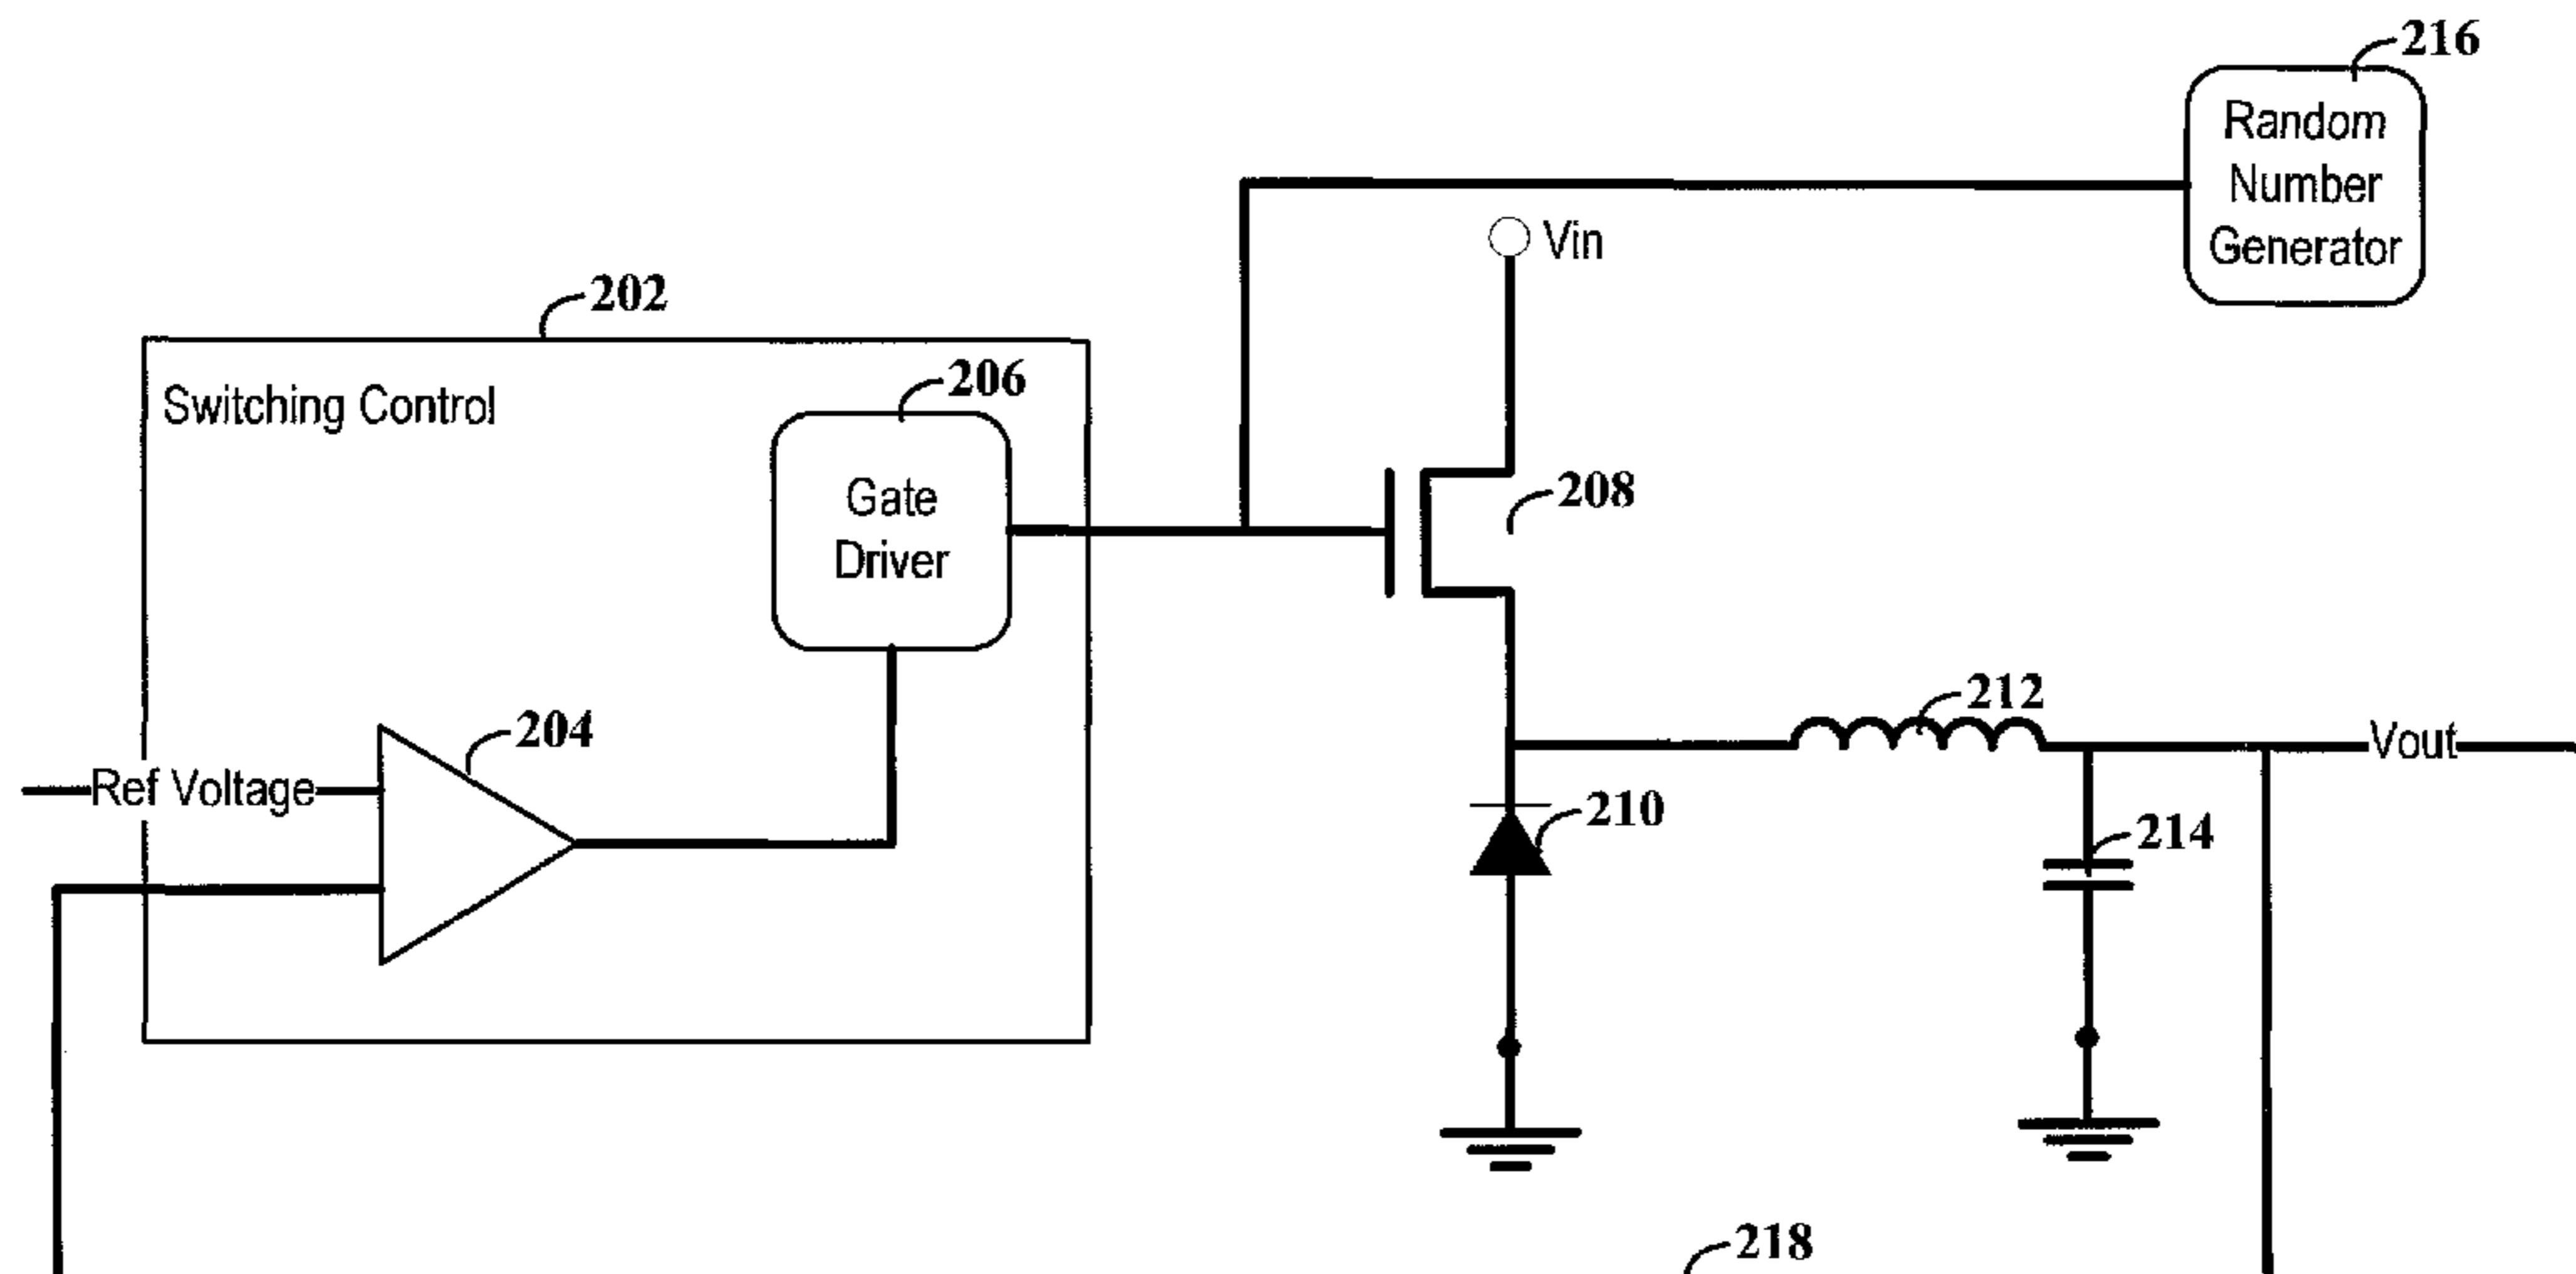 216
Random
Number
Generator
Vin
202
Switching Control
206
Gate
Driver
208
212
Vout
204
Ref Voltage
210
214
218